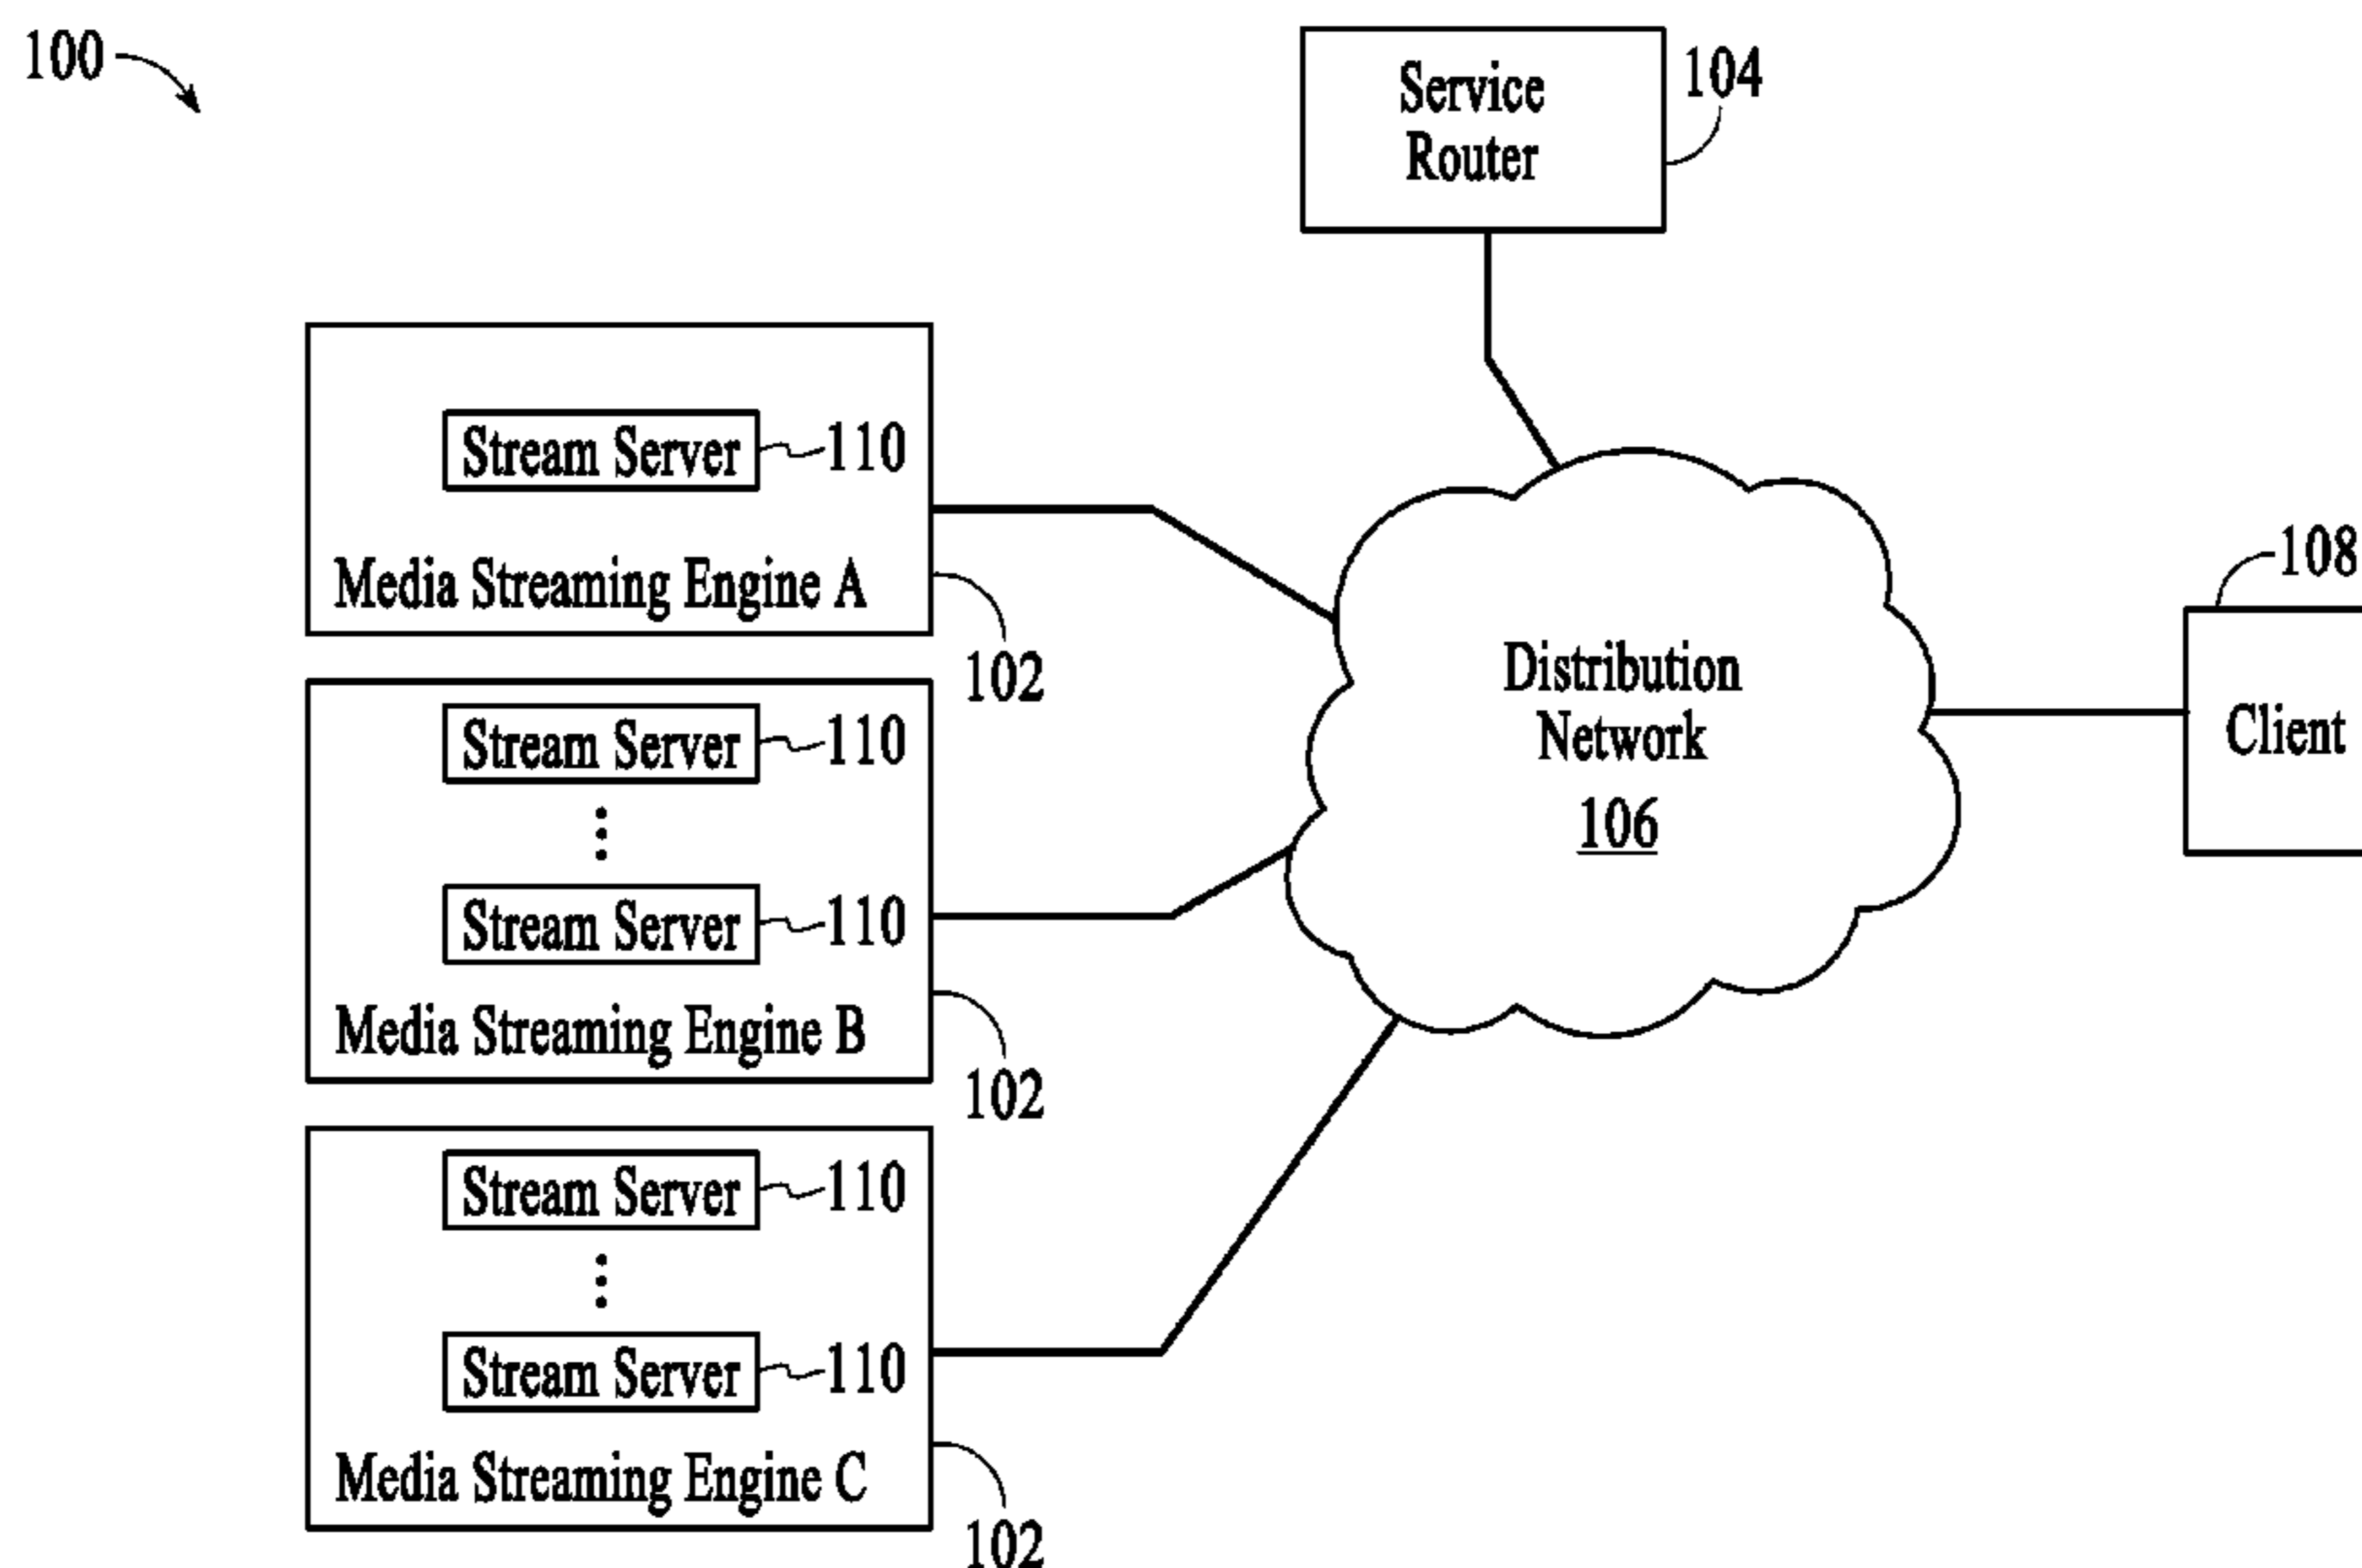 100
Service
Router
104
Stream Server
110
Media Streaming Engine A
102
Stream Server
110
Stream Server
110
Media Streaming Engine B
102
Stream Server
110
Stream Server
110
Media Streaming Engine C
102
Distribution
Network
106
108
Client